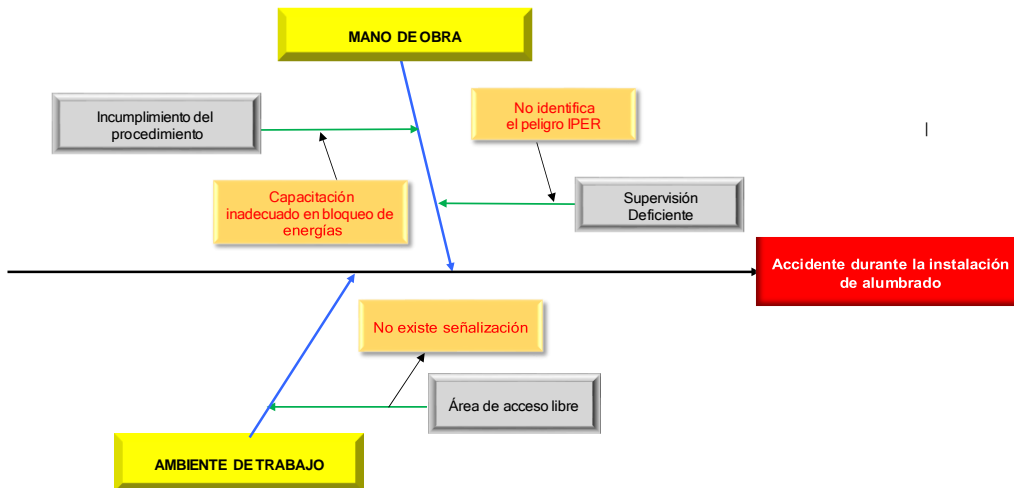 MANO DE OBRA
Incumplimiento del
procedimiento
No identifica
el peligro IPER
Capacitación
inadecuado en bloqueo de
energías
Supervisión
Deficiente
Accidente durante la instalación
de alumbrado
No existe señalización
Área de acceso libre
AMBIENTE DE TRABAJO